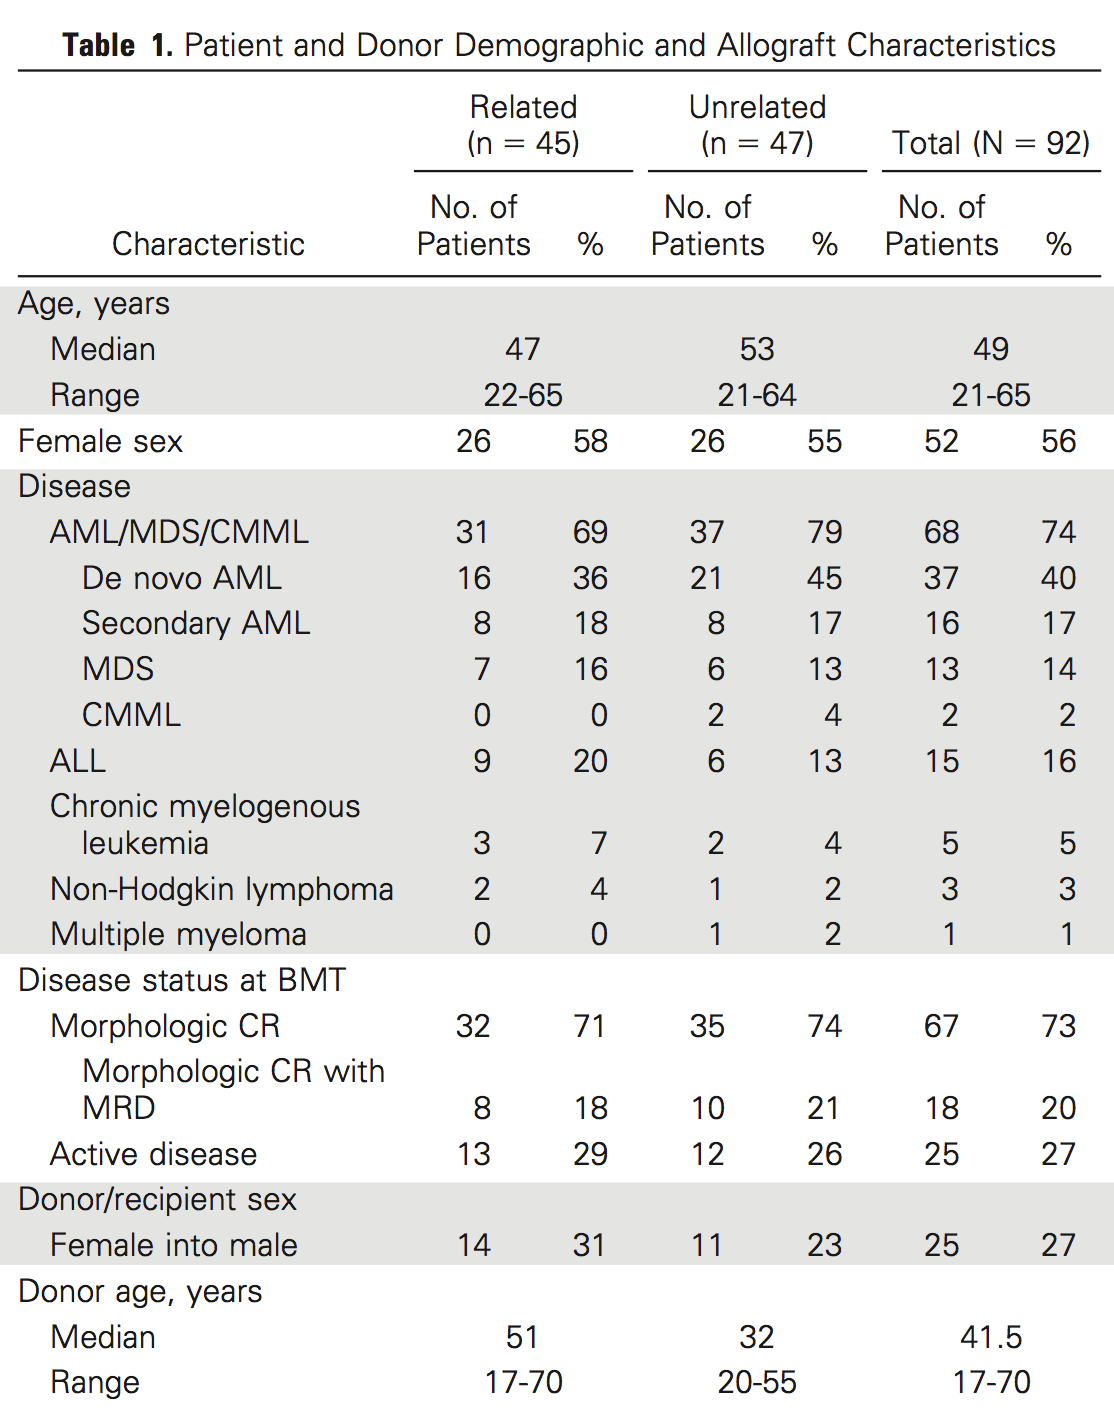 Table 1. Patient and Donor Demographic and Allograft Characteristics
Related Unrelated
(n = 45) (n = 47) Total (N = 92)
No. of No. of No. of
Characteristic Patients % Patients % Patients %
Age, years
Median 47 53 49
Range 22-65 21-64 21-65
Female sex 26 58 26 55 52 56
Disease
AML/MDS/CMML 31 69 37 79 68 74
De novo AML 16 36 21 45 37 40
Secondary AML 8 18 8 17 16 17
MDS 7 16 6 13 13 14
CMML 0 0 2 4 2 2
ALL 9 20 6 13 15 16
Chronic myelogenous
leukemia 3 7 2 4 5 5
Non-Hodgkin lymphoma 2 4 1 2 3 3
Multiple myeloma 0 0 1 2 1 1
Disease status at BMT
Morphologic CR 32 71 35 74 67 73
Morphologic CR with
MRD 8 18 10 21 18 20
Active disease 13 29 12 26 25 27
Donor/recipient sex
Female into male 14 31 11 23 25 27
Donor age, years
Median 51 32 41.5
Range 17-70 20-55 17-70